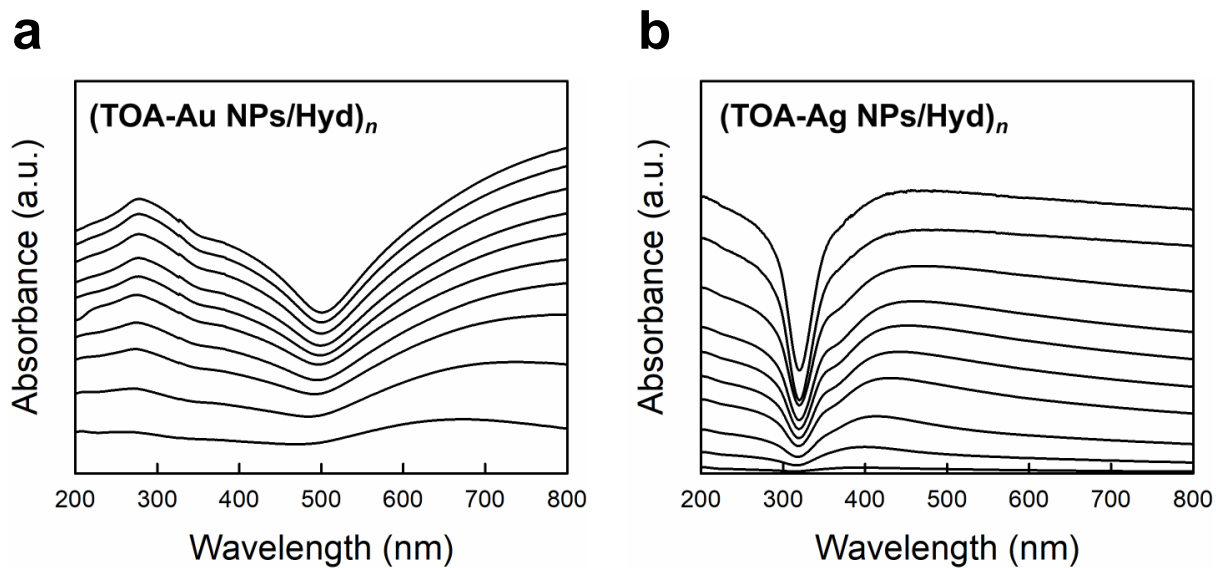 a
(TOA-Au NPs/Hyd)n
Absorbance (a.u.)
200 300 400 500 600 700 800
Wavelength (nm)
b
(TOA-Ag NPs/Hyd)n
Absorbance (a.u.)
200 300 400 500 600 700 800
Wavelength (nm)